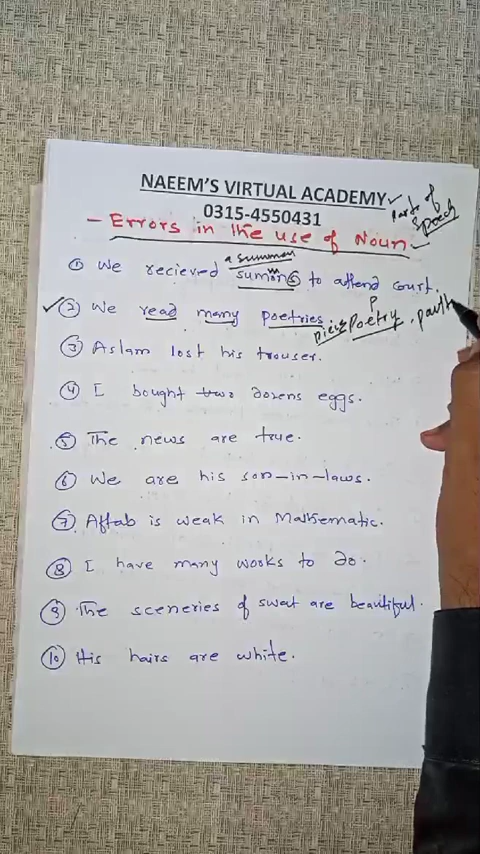 NAEEM'S VIRTUAL ACADEMY
0315-4550431
Parts of Speech
- Errors in the use of Noun
a summon
① We recieved summons to attend court.
② We read many poetries. Poetry.
③ Aslam lost his trouser.
④ I bought two dozens eggs.
⑤ The news are true.
⑥ We are his son-in-laws.
⑦ Aftab is weak in Mathematic.
⑧ I have many works to do.
⑨ The sceneries of swat are beautiful.
⑩ His hairs are white.